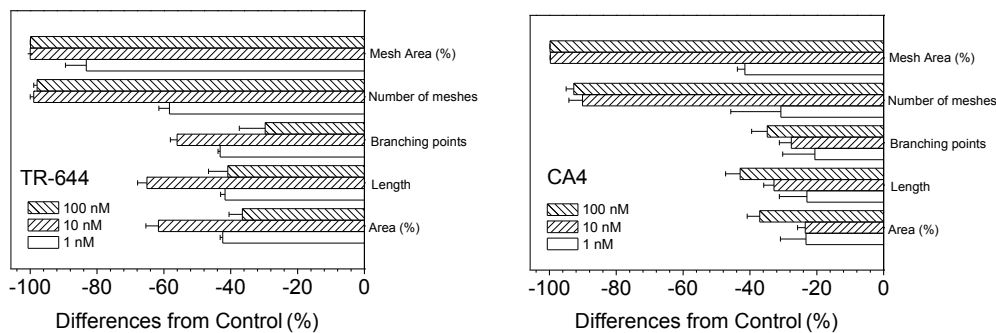 Mesh Area (%)
Number of meshes
Branching points
Length
Area (%)
TR-644
100 nM
10 nM
1 nM
-100 -80 -60 -40 -20 0
Differences from Control (%)
Mesh Area (%)
Number of meshes
Branching points
Length
Area (%)
CA4
100 nM
10 nM
1 nM
-100 -80 -60 -40 -20 0
Differences from Control (%)